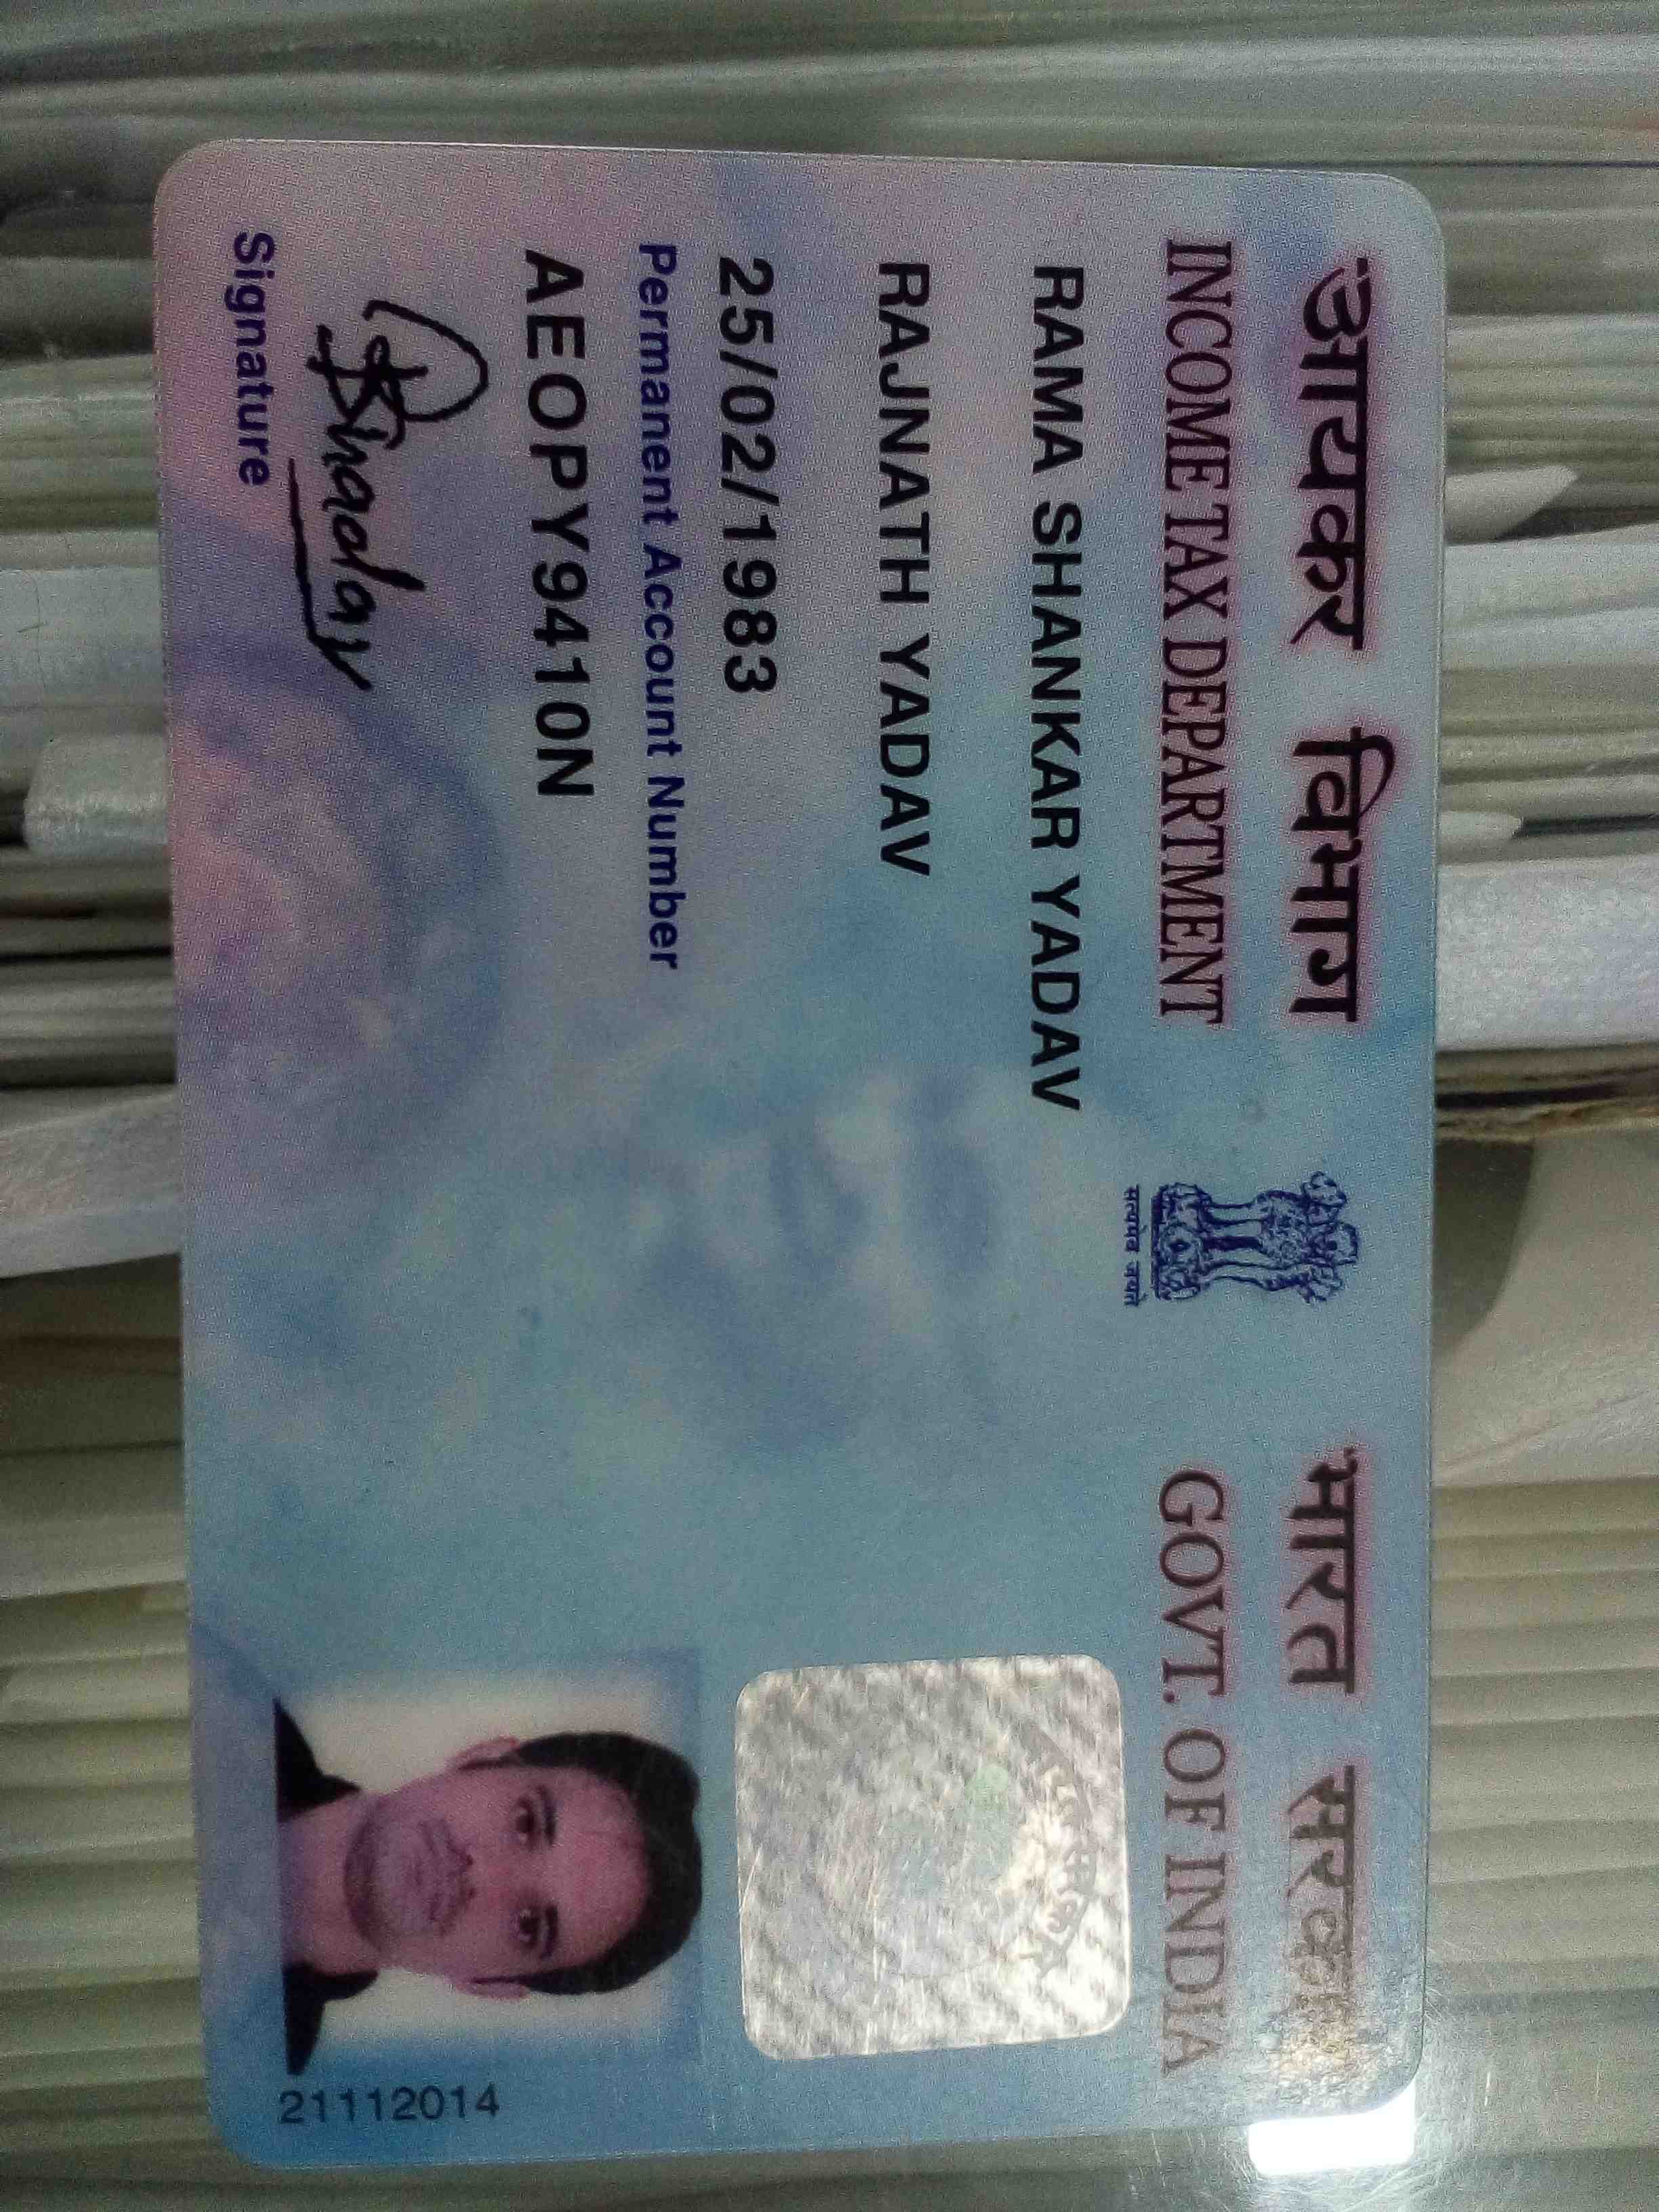 आयकर विभाग
INCOME TAX DEPARTMENT
सत्यमेव जयते
भारत सरकार
GOVT. OF INDIA
RAMA SHANKAR YADAV
RAJNATH YADAV
25/02/1983
Permanent Account Number
AEOPY9410N
Signature
21112014